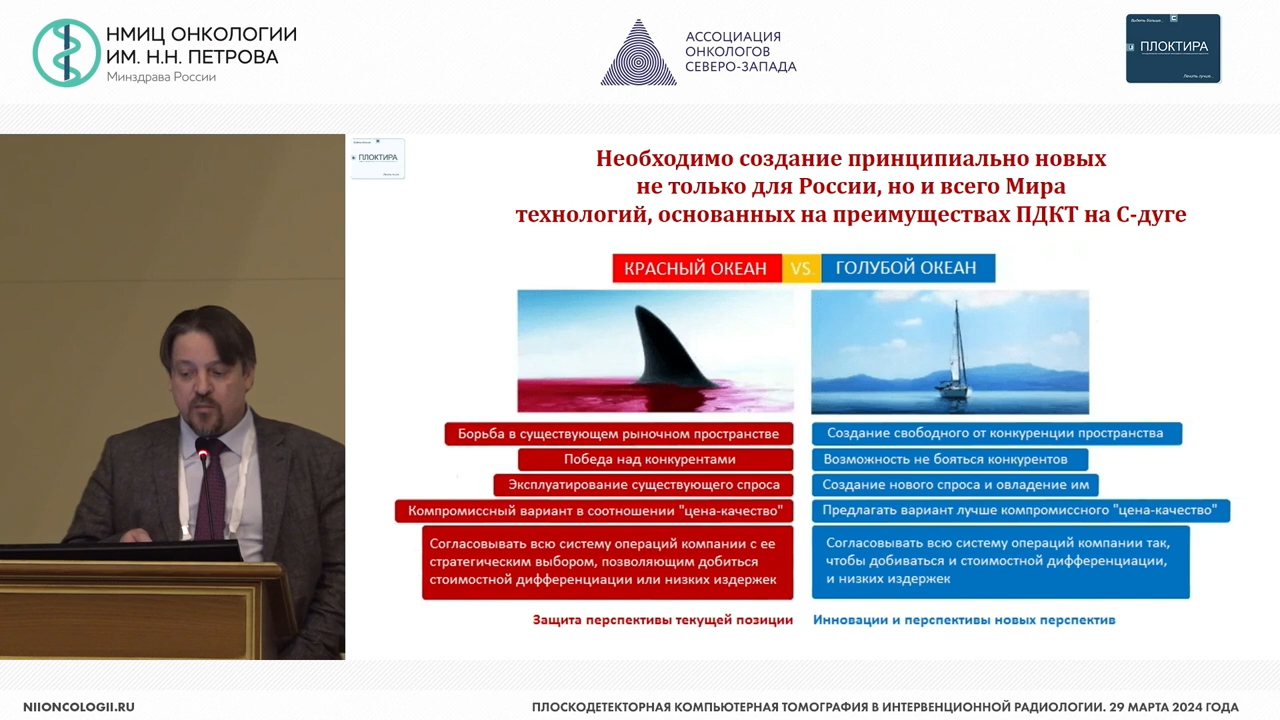 НМИЦ ОНКОЛОГИИ
ИМ. Н.Н. ПЕТРОВА
Минздрава России
АССОЦИАЦИЯ
ОНКОЛОГОВ
СЕВЕРО-ЗАПАДА
Видеть больше...
ПЛОКТИРА
Лечить лучше...
ПЛОКТИРА
Необходимо создание принципиально новых
не только для России, но и всего Мира
технологий, основанных на преимуществах ПДКТ на С-дуге
КРАСНЫЙ ОКЕАН VS. ГОЛУБОЙ ОКЕАН
Борьба в существующем рыночном пространстве
Победа над конкурентами
Эксплуатирование существующего спроса
Компромиссный вариант в соотношении "цена-качество"
Согласовывать всю систему операций компании с ее
стратегическим выбором, позволяющим добиться
стоимостной дифференциации или низких издержек
Защита перспективы текущей позиции
Создание свободного от конкуренции пространства
Возможность не бояться конкурентов
Создание нового спроса и овладение им
Предлагать вариант лучше компромиссного "цена-качество"
Согласовывать всю систему операций компании так,
чтобы добиваться и стоимостной дифференциации,
и низких издержек
Инновации и перспективы новых перспектив
NIIONCOLOGII.RU
ПЛОСКОДЕТЕКТОРНАЯ КОМПЬЮТЕРНАЯ ТОМОГРАФИЯ В ИНТЕРВЕНЦИОННОЙ РАДИОЛОГИИ. 29 МАРТА 2024 ГОДА